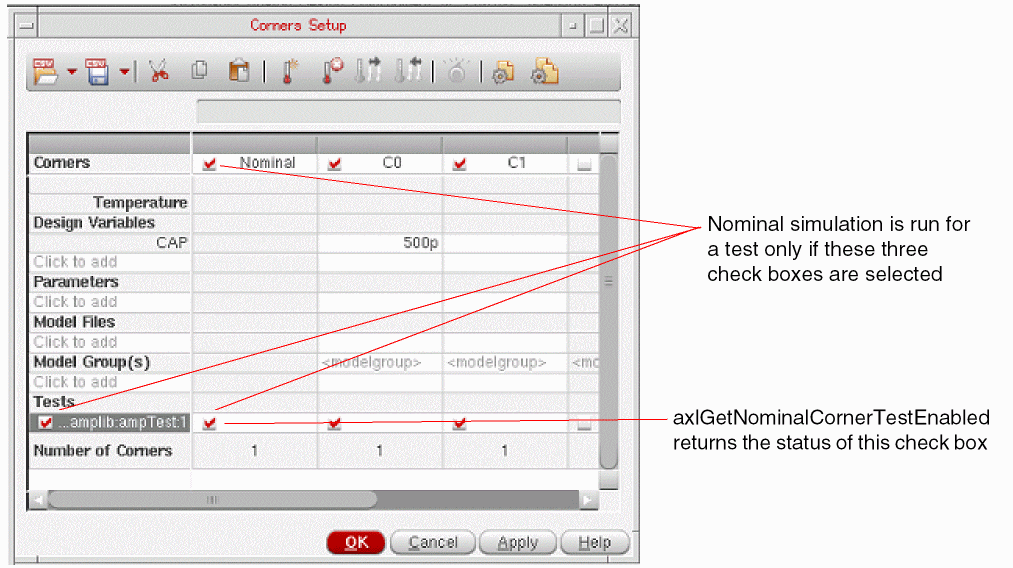 Corners Setup
Corners Nominal C0 C1
Temperature
Design Variables
CAP 500p
Click to add
Parameters
Click to add
Model Files
Click to add
Model Group(s) <modelgroup> <modelgroup> <mo
Click to add
Tests
...amplib:ampTest:1
Number of Corners 1 1 1
OK Cancel Apply Help
Nominal simulation is run for
a test only if these three
check boxes are selected
axlGetNominalCornerTestEnabled
returns the status of this check box